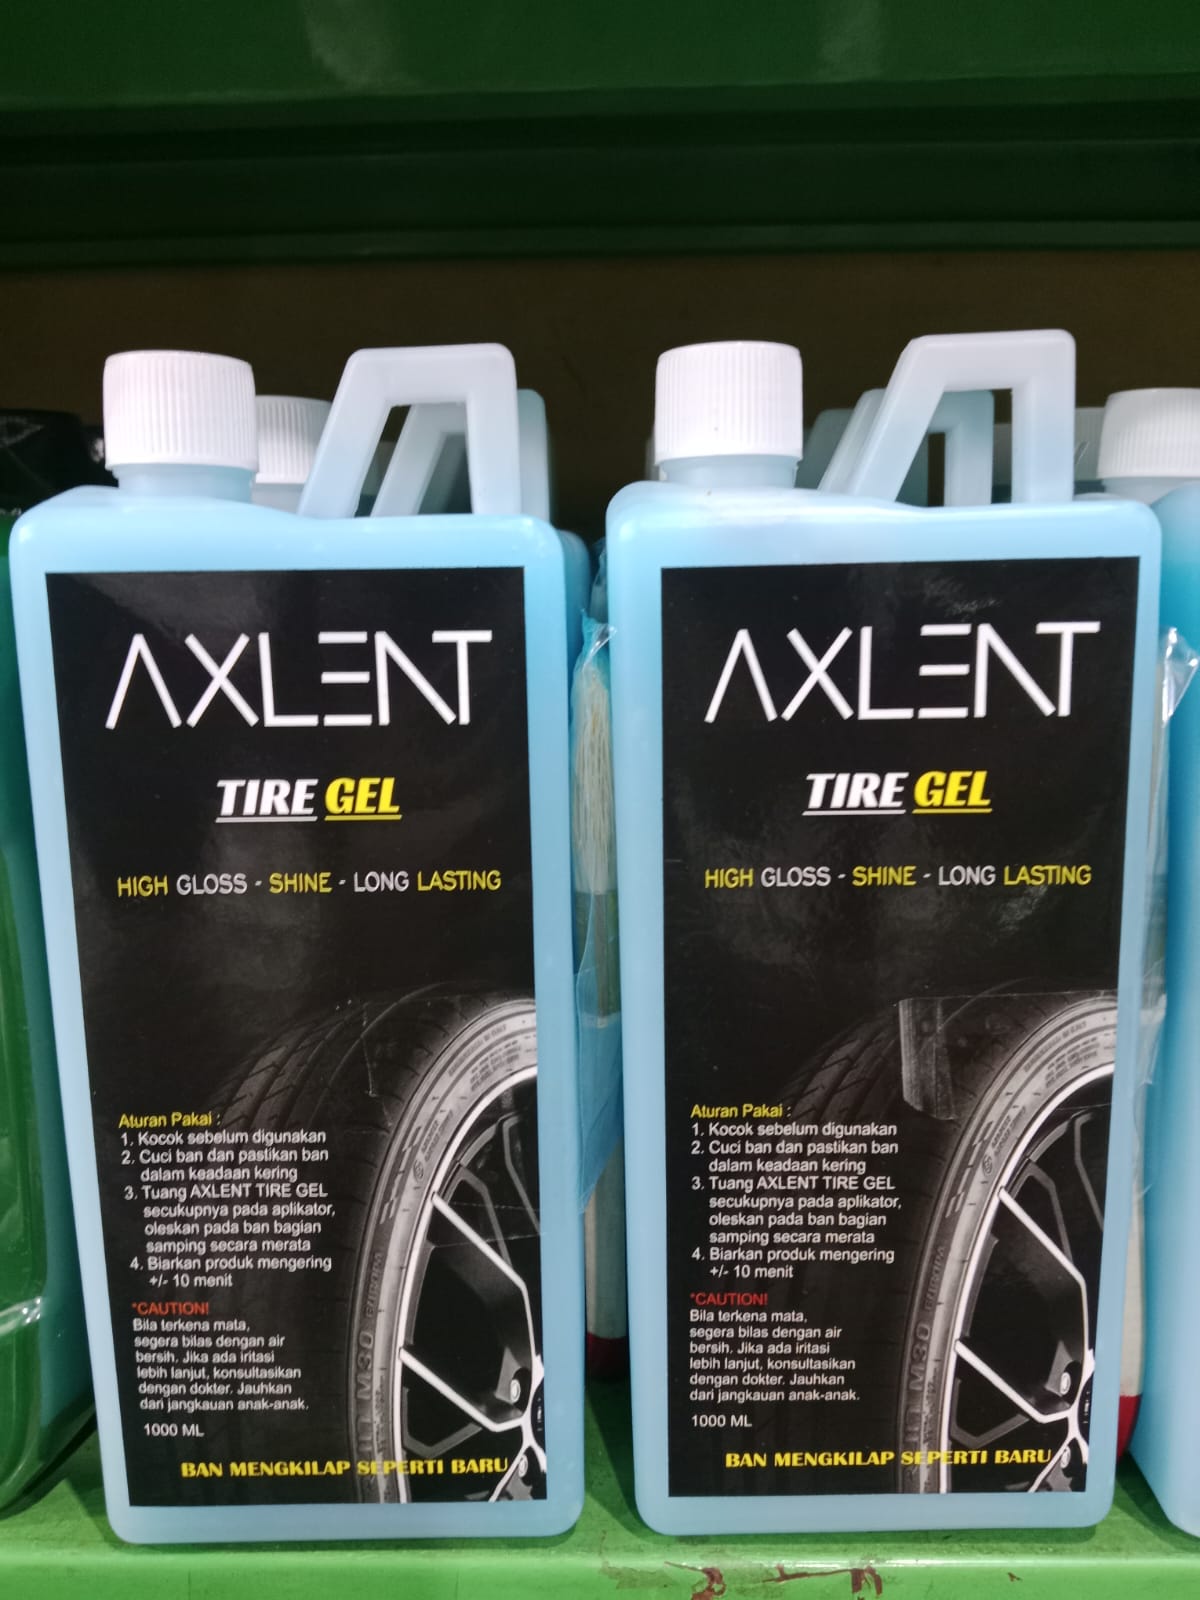 AXLENT
TIRE GEL
HIGH GLOSS - SHINE - LONG LASTING
Aturan Pakai :
1. Kocok sebelum digunakan
2. Cuci ban dan pastikan ban
dalam keadaan kering
3. Tuang AXLENT TIRE GEL
secukupnya pada aplikator,
oleskan pada ban bagian
samping secara merata
4. Biarkan produk mengering
+/- 10 menit
*CAUTION!
Bila terkena mata,
segera bilas dengan air
bersih. Jika ada iritasi
lebih lanjut, konsultasikan
dengan dokter. Jauhkan
dari jangkauan anak-anak.
1000 ML
BAN MENGKILAP SEPERTI BARU
AXLENT
TIRE GEL
HIGH GLOSS - SHINE - LONG LASTING
Aturan Pakai :
1. Kocok sebelum digunakan
2. Cuci ban dan pastikan ban
dalam keadaan kering
3. Tuang AXLENT TIRE GEL
secukupnya pada aplikator,
oleskan pada ban bagian
samping secara merata
4. Biarkan produk mengering
+/- 10 menit
*CAUTION!
Bila terkena mata,
segera bilas dengan air
bersih. Jika ada iritasi
lebih lanjut, konsultasikan
dengan dokter. Jauhkan
dari jangkauan anak-anak.
1000 ML
BAN MENGKILAP SEPERTI BARU